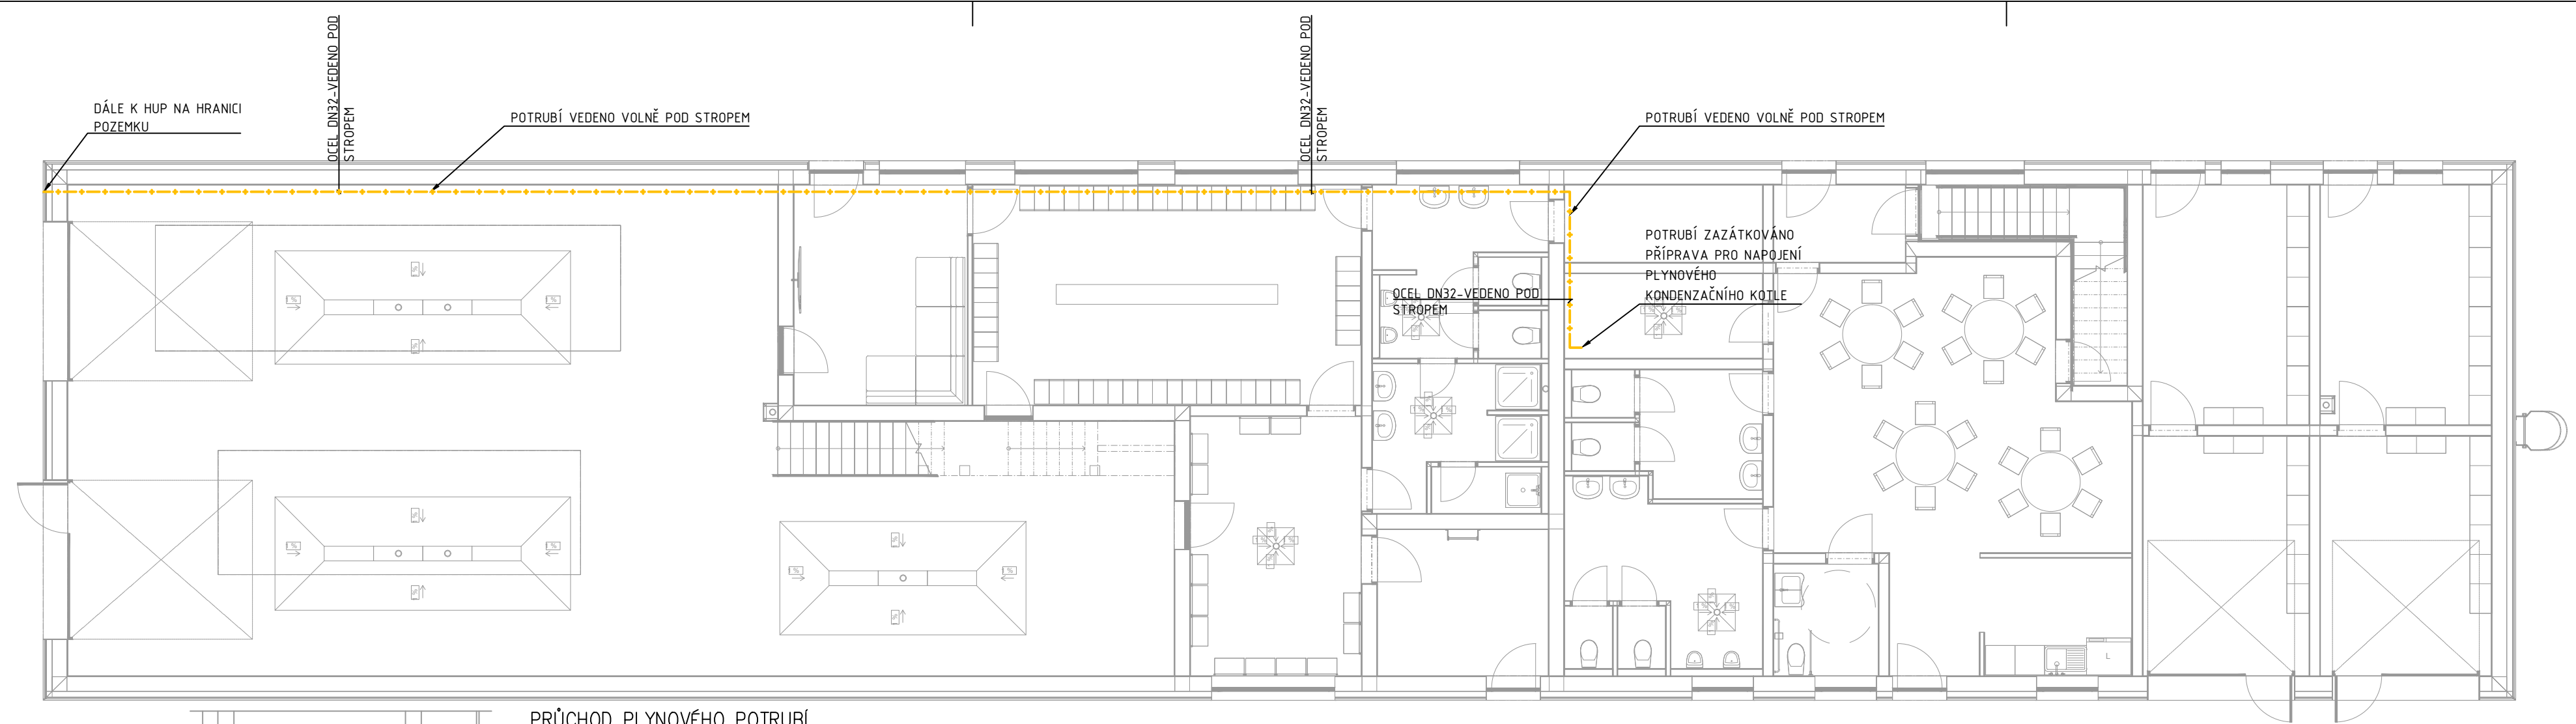 DÁLE K HUP NA HRANICI
POZEMKU
OCEL DN32-VEDENO POD
STROPEM
POTRUBÍ VEDENO VOLNĚ POD STROPEM
OCEL DN32-VEDENO POD
STROPEM
POTRUBÍ VEDENO VOLNĚ POD STROPEM
POTRUBÍ ZAZÁTKOVÁNO
PŘÍPRAVA PRO NAPOJENÍ
PLYNOVÉHO
KONDENZAČNÍHO KOTLE
OCEL DN32-VEDENO POD
STROPEM
L
PRŮCHOD PLYNOVÉHO POTRUBÍ